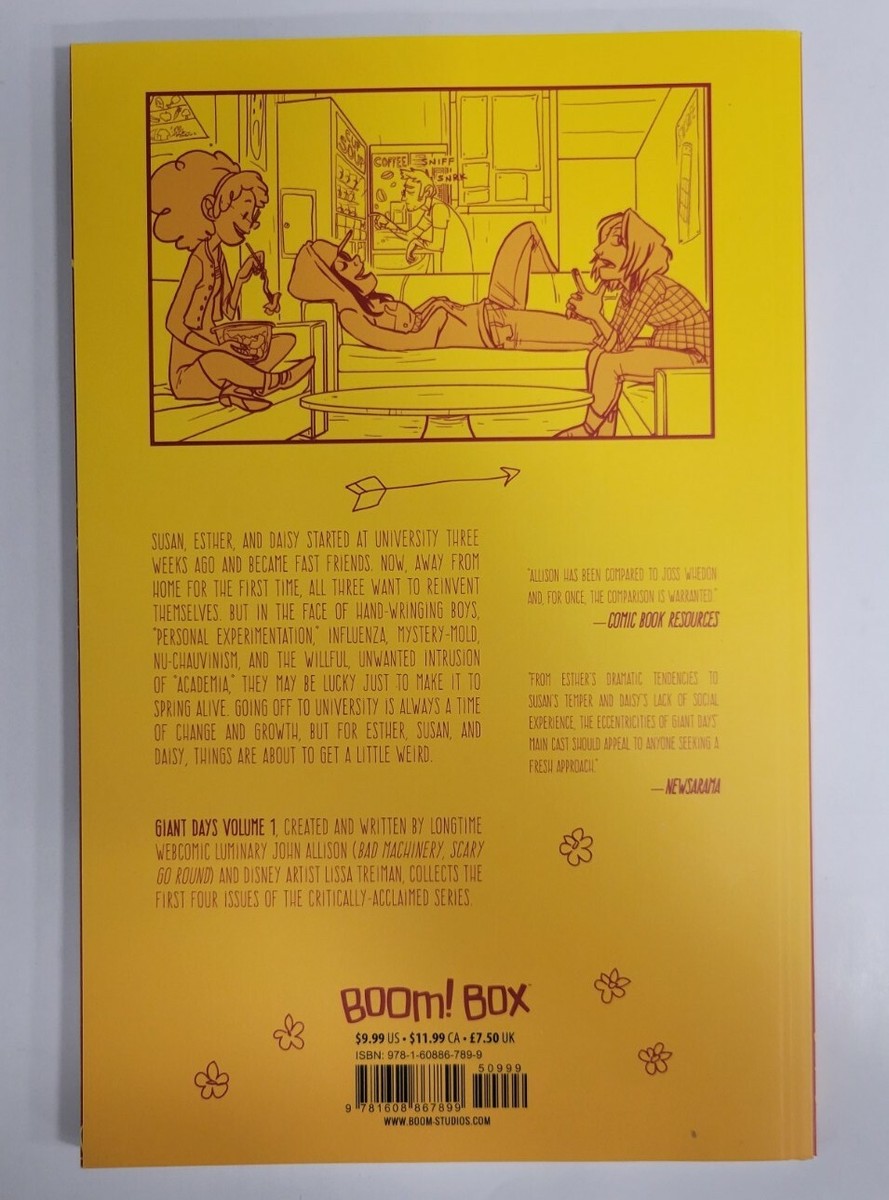 CUP
SOUP
COFFEE
SNIFF
SNRK
SUSAN, ESTHER, AND DAISY STARTED AT UNIVERSITY THREE
WEEKS AGO AND BECAME FAST FRIENDS. NOW, AWAY FROM
HOME FOR THE FIRST TIME, ALL THREE WANT TO REINVENT
THEMSELVES. BUT IN THE FACE OF HAND-WRINGING BOYS,
"PERSONAL EXPERIMENTATION," INFLUENZA, MYSTERY-MOLD,
NU-CHAUVINISM, AND THE WILLFUL, UNWANTED INTRUSION
OF "ACADEMIA," THEY MAY BE LUCKY JUST TO MAKE IT TO
SPRING ALIVE. GOING OFF TO UNIVERSITY IS ALWAYS A TIME
OF CHANGE AND GROWTH, BUT FOR ESTHER, SUSAN, AND
DAISY, THINGS ARE ABOUT TO GET A LITTLE WEIRD.
GIANT DAYS VOLUME 1, CREATED AND WRITTEN BY LONGTIME
WEBCOMIC LUMINARY JOHN ALLISON (BAD MACHINERY, SCARY
GO ROUND) AND DISNEY ARTIST LISSA TREIMAN, COLLECTS THE
FIRST FOUR ISSUES OF THE CRITICALLY-ACCLAIMED SERIES.
"ALLISON HAS BEEN COMPARED TO JOSS WHEDON
AND, FOR ONCE, THE COMPARISON IS WARRANTED."
—COMIC BOOK RESOURCES
"FROM ESTHER'S DRAMATIC TENDENCIES TO
SUSAN'S TEMPER AND DAISY'S LACK OF SOCIAL
EXPERIENCE, THE ECCENTRICITIES OF GIANT DAYS'
MAIN CAST SHOULD APPEAL TO ANYONE SEEKING A
FRESH APPROACH."
—NEWSARAMA
BOOM! BOX
$9.99 US • $11.99 CA • £7.50 UK
ISBN: 978-1-60886-789-9
50999
9 781608 867899
WWW.BOOM-STUDIOS.COM